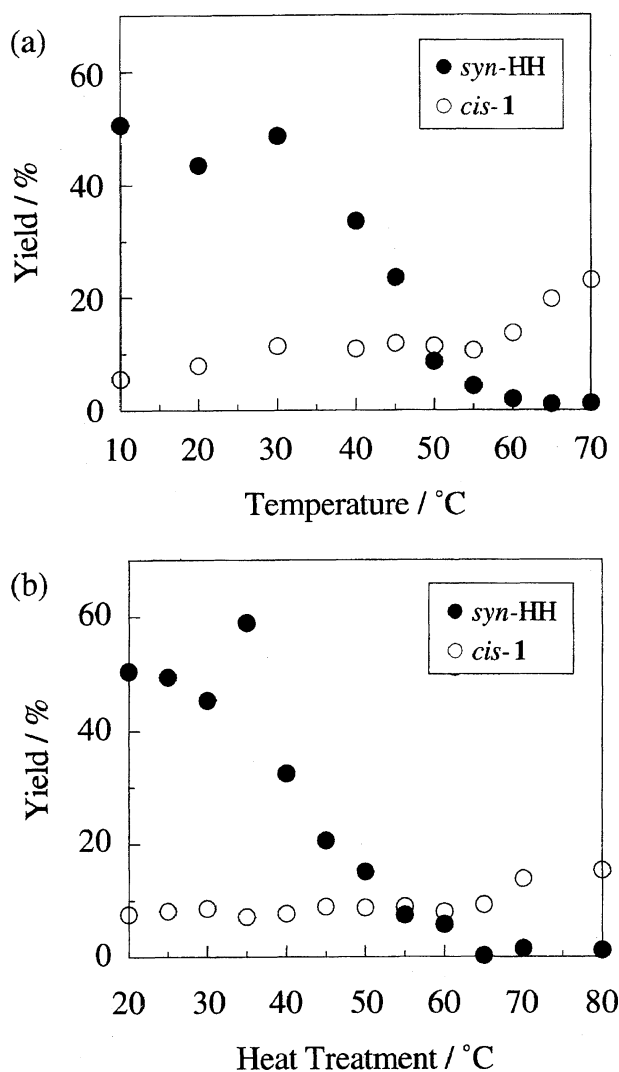 (a)
60
40
20
0
Yield / %
● syn-HH
○ cis-1
10 20 30 40 50 60 70
Temperature / ˚C
(b)
60
40
20
0
Yield / %
● syn-HH
○ cis-1
20 30 40 50 60 70 80
Heat Treatment / ˚C